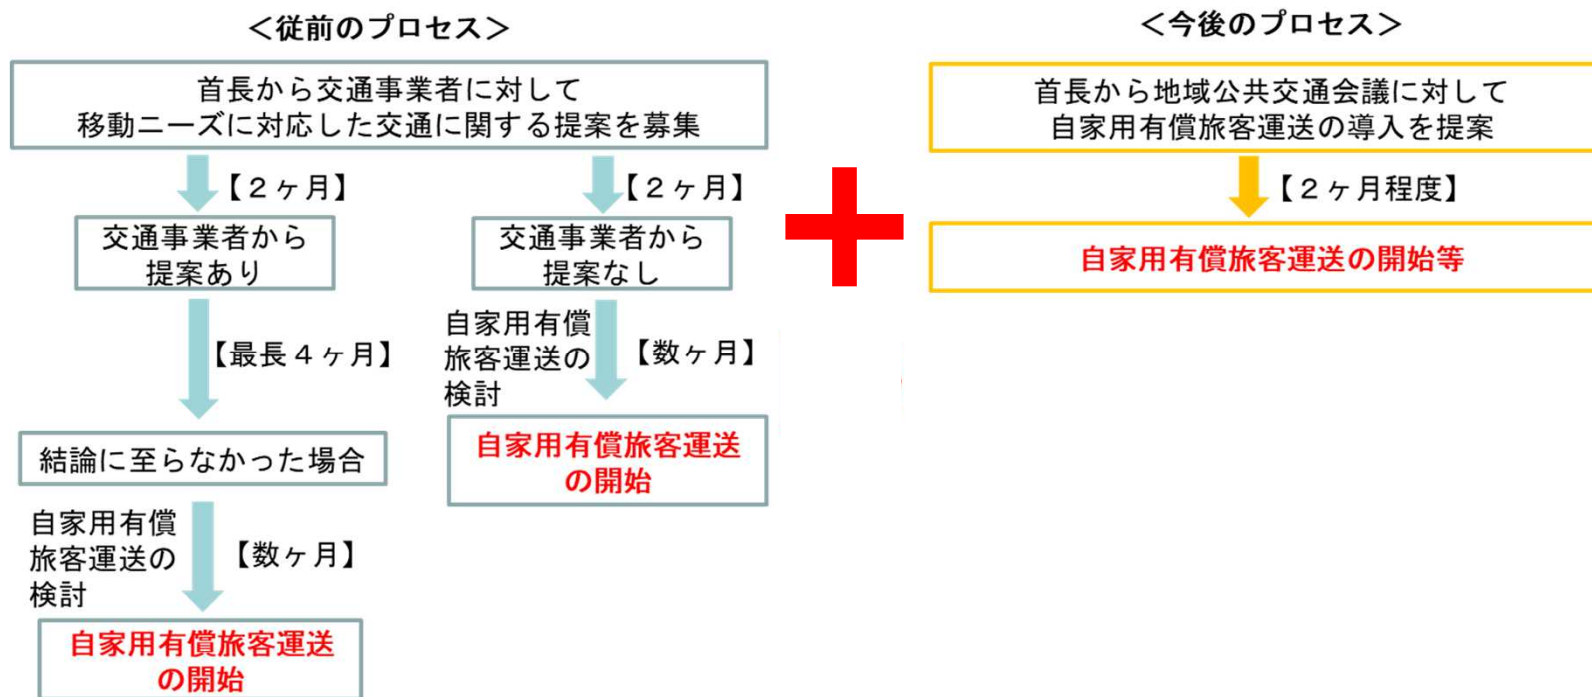 ＜従前のプロセス＞
首長から交通事業者に対して
移動ニーズに対応した交通に関する提案を募集
【２ヶ月】
交通事業者から
提案あり
【最長４ヶ月】
結論に至らなかった場合
自家用有償
旅客運送の
検討
【数ヶ月】
自家用有償旅客運送
の開始
【２ヶ月】
交通事業者から
提案なし
自家用有償
旅客運送の
検討
【数ヶ月】
自家用有償旅客運送
の開始
＜今後のプロセス＞
首長から地域公共交通会議に対して
自家用有償旅客運送の導入を提案
【２ヶ月程度】
自家用有償旅客運送の開始等